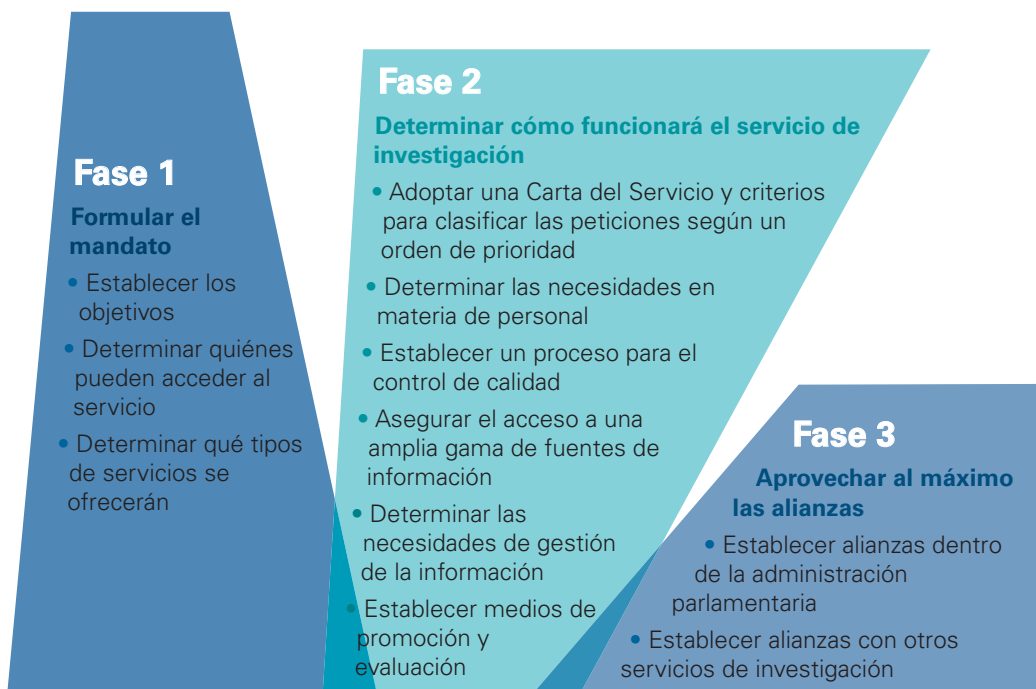 Fase 1
Formular el
mandato
• Establecer los
objetivos
• Determinar quiénes
pueden acceder al
servicio
• Determinar qué tipos
de servicios se
ofrecerán
Fase 2
Determinar cómo funcionará el servicio de
investigación
• Adoptar una Carta del Servicio y criterios
para clasificar las peticiones según un
orden de prioridad
• Determinar las necesidades en
materia de personal
• Establecer un proceso para el
control de calidad
• Asegurar el acceso a una
amplia gama de fuentes de
información
• Determinar las
necesidades de gestión
de la información
• Establecer medios de
promoción y
evaluación
Fase 3
Aprovechar al máximo
las alianzas
• Establecer alianzas dentro
de la administración
parlamentaria
• Establecer alianzas con otros
servicios de investigación